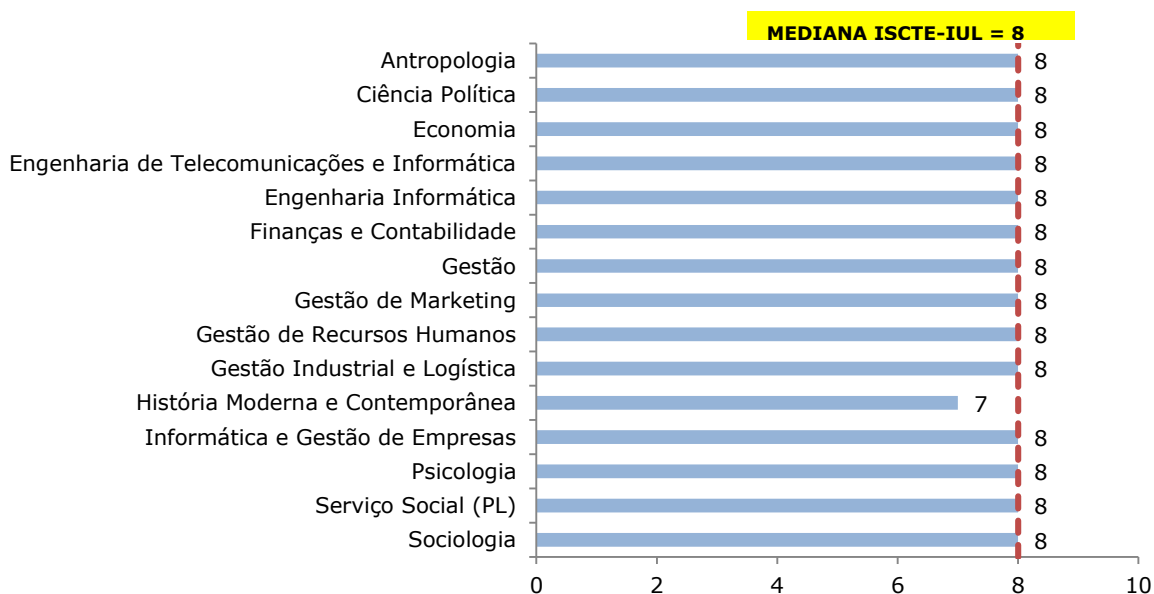 MEDIANA ISCTE-IUL = 8
Antropologia 8
Ciência Política 8
Economia 8
Engenharia de Telecomunicações e Informática 8
Engenharia Informática 8
Finanças e Contabilidade 8
Gestão 8
Gestão de Marketing 8
Gestão de Recursos Humanos 8
Gestão Industrial e Logística 8
História Moderna e Contemporânea 7
Informática e Gestão de Empresas 8
Psicologia 8
Serviço Social (PL) 8
Sociologia 8
0 2 4 6 8 10